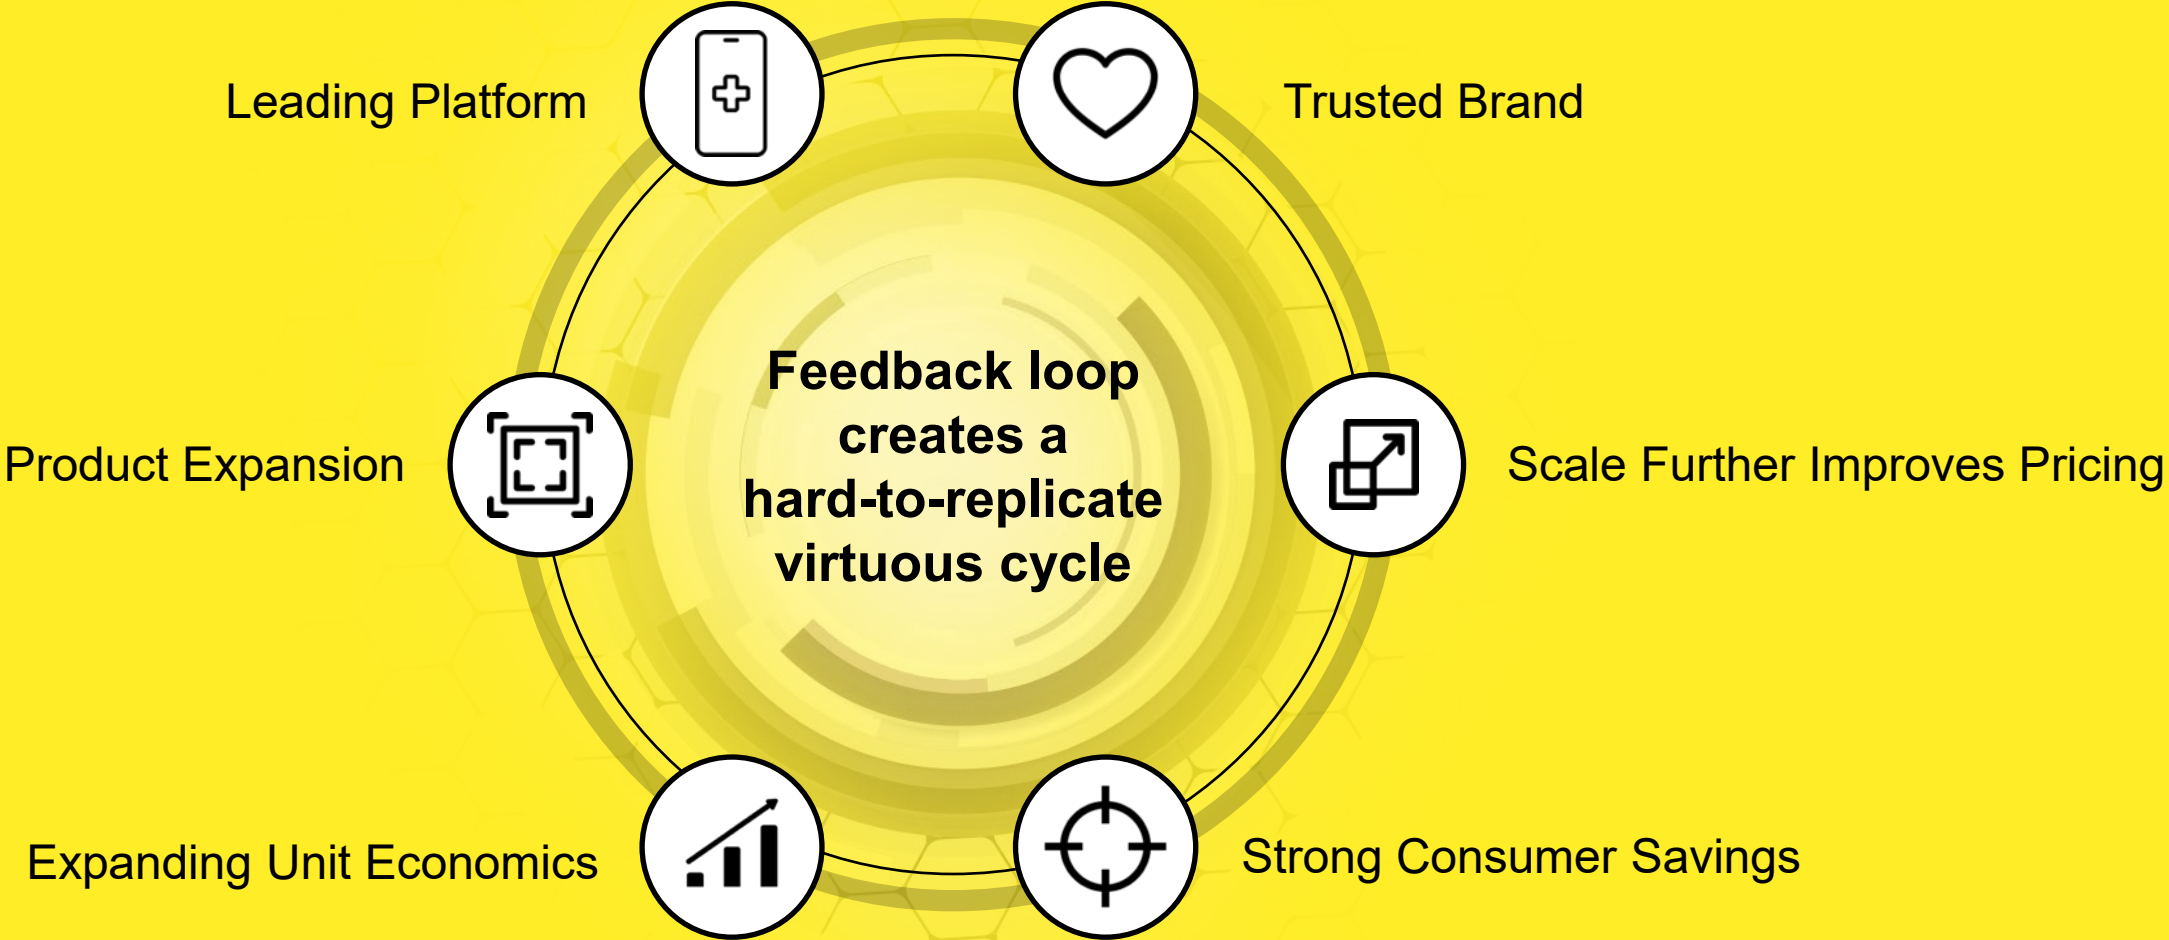 Leading Platform
Trusted Brand
Feedback loop
creates a
hard-to-replicate
virtuous cycle
Product Expansion
Scale Further Improves Pricing
Expanding Unit Economics
Strong Consumer Savings